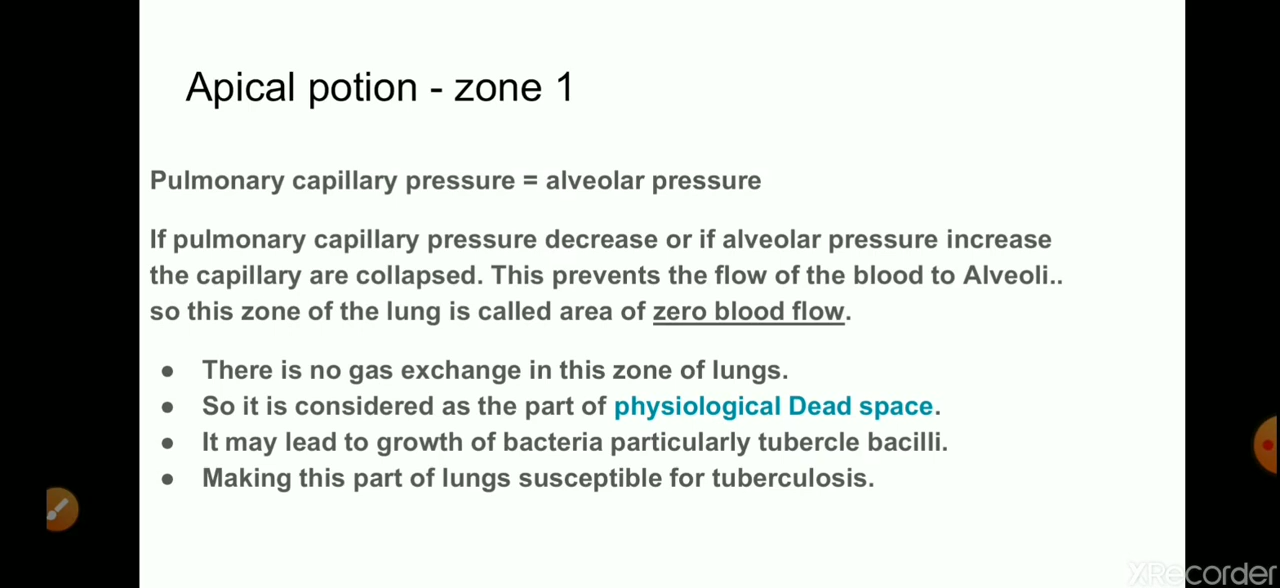 Apical potion - zone 1
Pulmonary capillary pressure = alveolar pressure
If pulmonary capillary pressure decrease or if alveolar pressure increase
the capillary are collapsed. This prevents the flow of the blood to Alveoli..
so this zone of the lung is called area of zero blood flow.
● There is no gas exchange in this zone of lungs.
● So it is considered as the part of physiological Dead space.
● It may lead to growth of bacteria particularly tubercle bacilli.
● Making this part of lungs susceptible for tuberculosis.
XRecorder